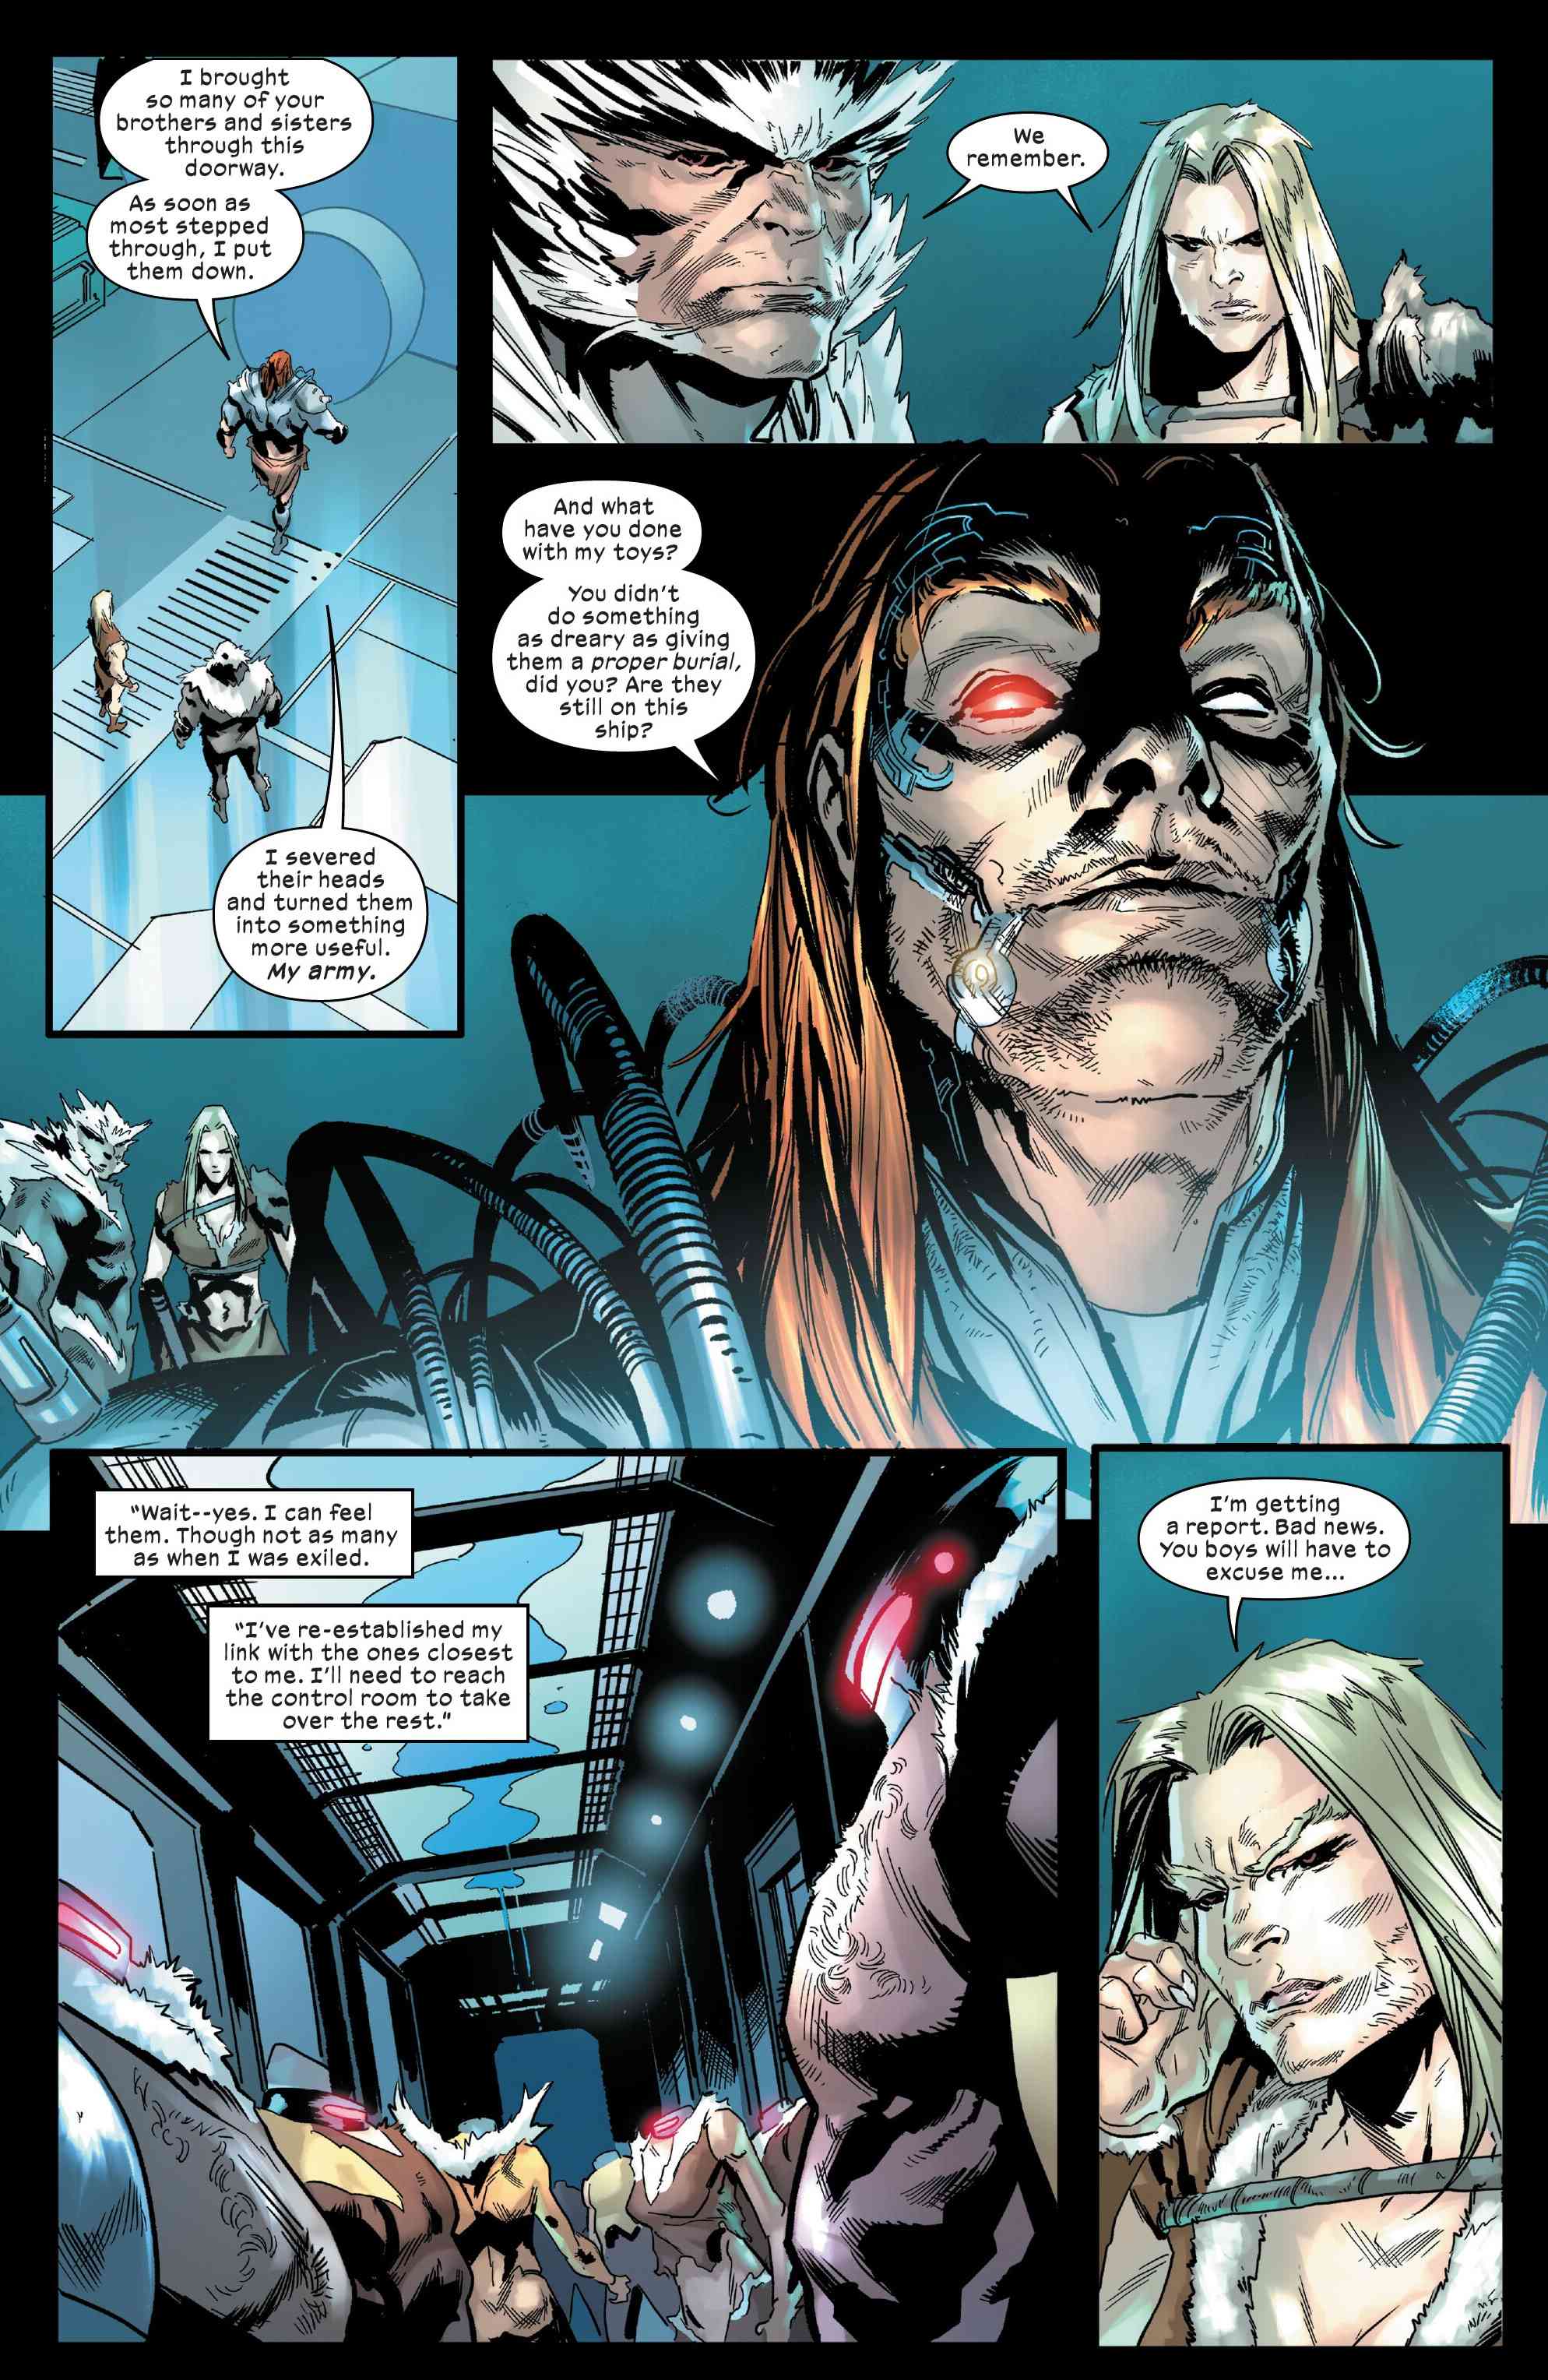 I brought
so many of your
brothers and sisters
through this
doorway.
As soon as
most stepped
through, I put
them down.
I severed
their heads
and turned them
into something
more useful.
My army.
We
remember.
And what
have you done
with my toys?
You didn't
do something
as dreary as giving
them a proper burial,
did you? Are they
still on this
ship?
"Wait--yes. I can feel
them. Though not as many
as when I was exiled.
"I've re-established my
link with the ones closest
to me. I'll need to reach
the control room to take
over the rest."
I'm getting
a report. Bad news.
You boys will have to
excuse me...